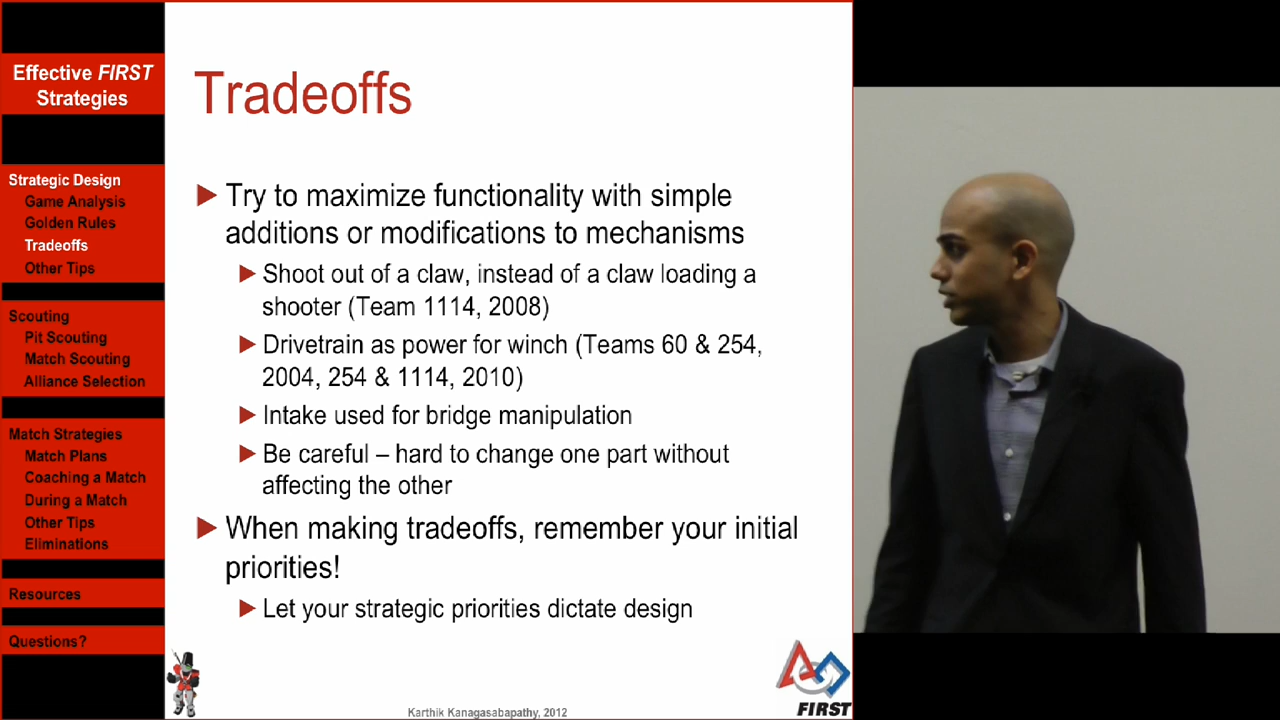 Effective FIRST
Strategies
Strategic Design
Game Analysis
Golden Rules
Tradeoffs
Other Tips
Scouting
Pit Scouting
Match Scouting
Alliance Selection
Match Strategies
Match Plans
Coaching a Match
During a Match
Other Tips
Eliminations
Resources
Questions?
Tradeoffs
Try to maximize functionality with simple
additions or modifications to mechanisms
Shoot out of a claw, instead of a claw loading a
shooter (Team 1114, 2008)
Drivetrain as power for winch (Teams 60 & 254,
2004, 254 & 1114, 2010)
Intake used for bridge manipulation
Be careful – hard to change one part without
affecting the other
When making tradeoffs, remember your initial
priorities!
Let your strategic priorities dictate design
Karthik Kanagasabapathy, 2012
FIRST